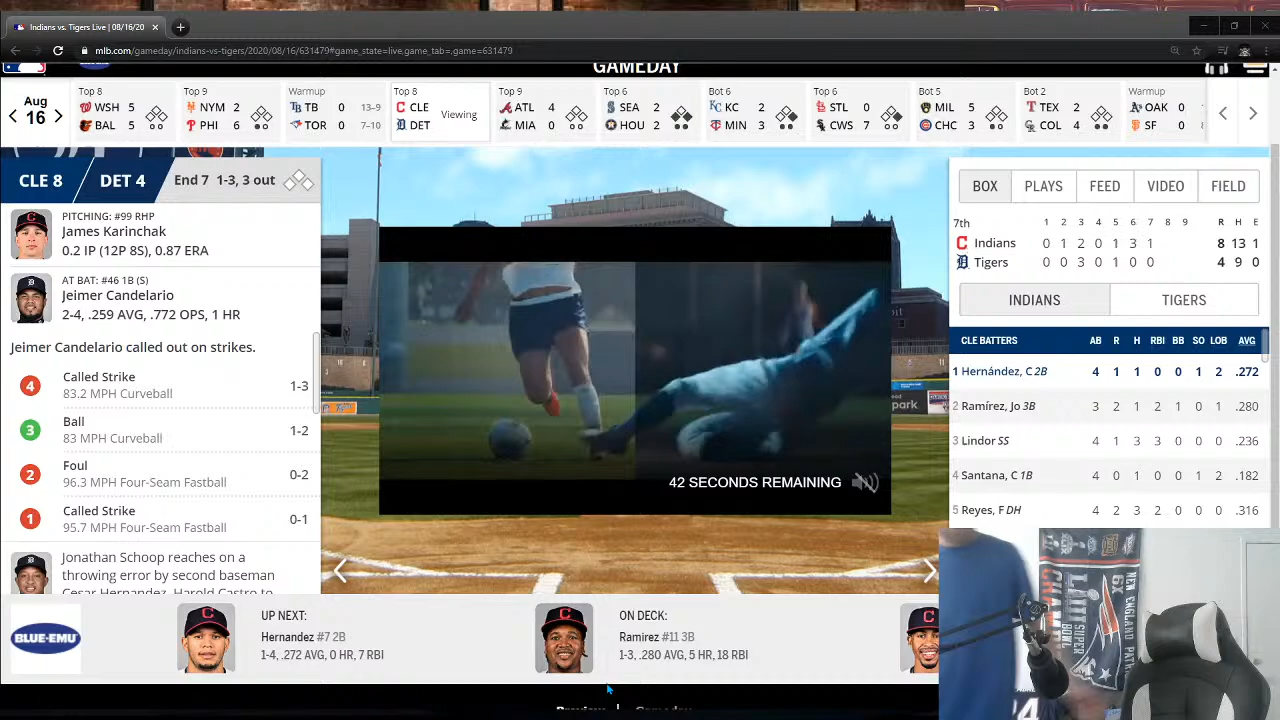 Indians vs. Tigers Live | 08/16/20
mlb.com/gameday/indians-vs-tigers/2020/08/16/631479#game_state=live,game_tab=,game=631479
GAMEDAY
Aug
16
Top 8
WSH 5
BAL 5
Top 9
NYM 2
PHI 6
Warmup
TB 0 13-9
TOR 0 7-10
Top 8
CLE
DET
Viewing
Top 9
ATL 4
MIA 0
Top 6
SEA 2
HOU 2
Bot 6
KC 2
MIN 3
Top 6
STL 0
CWS 7
Bot 5
MIL 5
CHC 3
Bot 2
TEX 2
COL 4
Warmup
OAK 0
SF 0
CLE 8
DET 4
End 7 1-3, 3 out
PITCHING: #99 RHP
James Karinchak
0.2 IP (12P 8S), 0.87 ERA
AT BAT: #46 1B (S)
Jeimer Candelario
2-4, .259 AVG, .772 OPS, 1 HR
Jeimer Candelario called out on strikes.
4 Called Strike 1-3
83.2 MPH Curveball
3 Ball 1-2
83 MPH Curveball
2 Foul 0-2
96.3 MPH Four-Seam Fastball
1 Called Strike 0-1
95.7 MPH Four-Seam Fastball
Jonathan Schoop reaches on a
throwing error by second baseman
Cesar Hernandez. Harold Castro to
42 SECONDS REMAINING
BOX PLAYS FEED VIDEO FIELD
7th 1 2 3 4 5 6 7 8 9 R H E
Indians 0 1 2 0 1 3 1 8 13 1
Tigers 0 0 3 0 1 0 0 4 9 0
INDIANS TIGERS
CLE BATTERS AB R H RBI BB SO LOB AVG
1 Hernández, C 2B 4 1 1 0 0 1 2 .272
2 Ramírez, Jo 3B 3 2 1 2 1 0 1 .280
3 Lindor SS 4 1 3 3 0 0 0 .236
4 Santana, C 1B 4 0 1 0 0 1 2 .182
5 Reyes, F DH 4 2 3 2 0 0 0 .316
BLUE-EMU
UP NEXT:
Hernandez #7 2B
1-4, .272 AVG, 0 HR, 7 RBI
ON DECK:
Ramirez #11 3B
1-3, .280 AVG, 5 HR, 18 RBI
NEW ENGLAND PATR